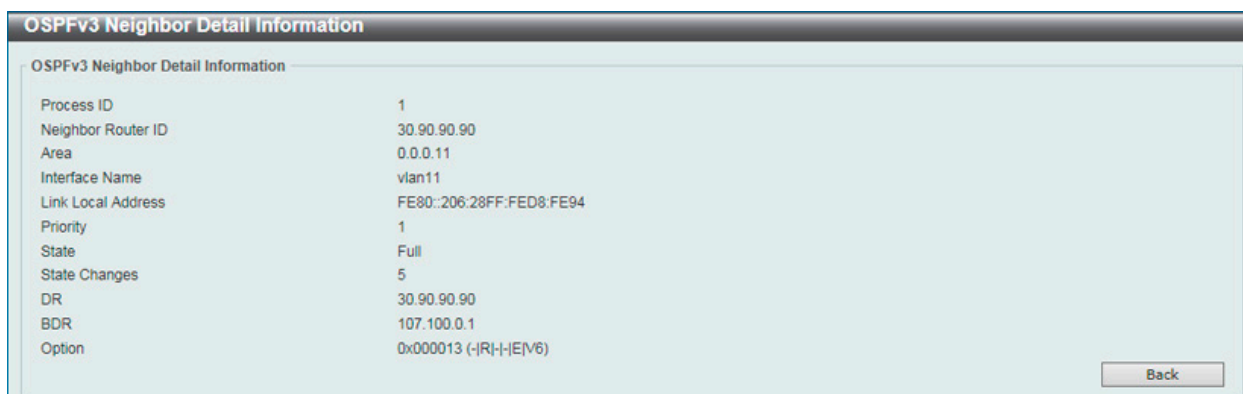 OSPFv3 Neighbor Detail Information
OSPFv3 Neighbor Detail Information
Process ID 1
Neighbor Router ID 30.90.90.90
Area 0.0.0.11
Interface Name vlan11
Link Local Address FE80::206:28FF:FED8:FE94
Priority 1
State Full
State Changes 5
DR 30.90.90.90
BDR 107.100.0.1
Option 0x000013 (-|R|-|-|E|V6)
Back